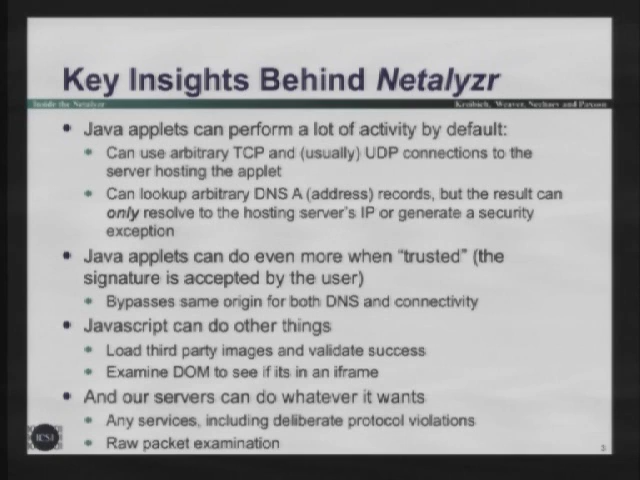 Key Insights Behind Netalyzr
Inside the Netalyzr
Kreibich, Weaver, Nechaev and Paxson
Java applets can perform a lot of activity by default:
Can use arbitrary TCP and (usually) UDP connections to the
server hosting the applet
Can lookup arbitrary DNS A (address) records, but the result can
only resolve to the hosting server's IP or generate a security
exception
Java applets can do even more when "trusted" (the
signature is accepted by the user)
Bypasses same origin for both DNS and connectivity
Javascript can do other things
Load third party images and validate success
Examine DOM to see if its in an iframe
And our servers can do whatever it wants
Any services, including deliberate protocol violations
Raw packet examination
ICSI
3